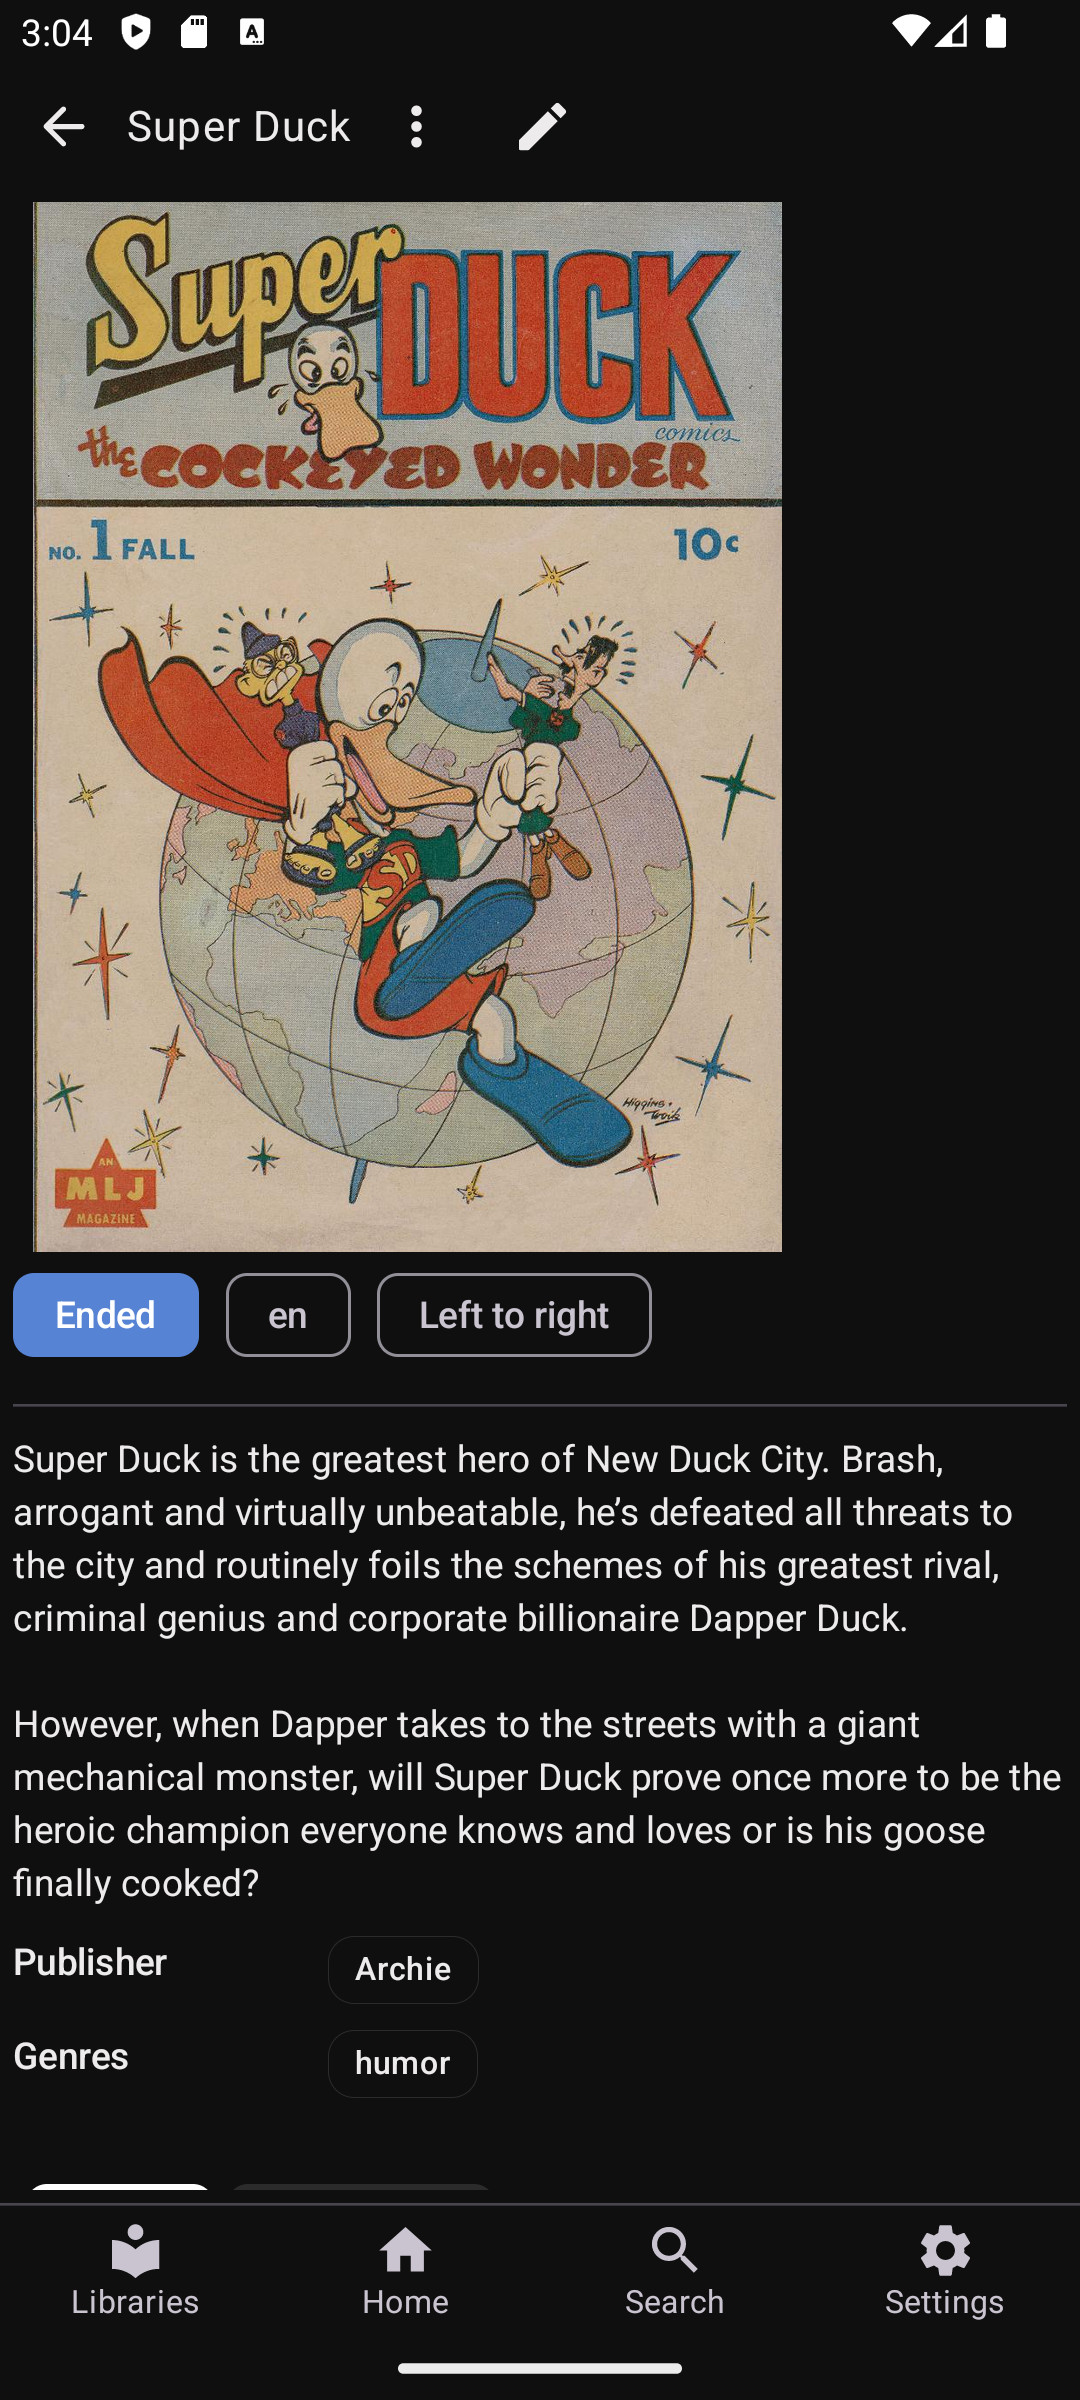 3:04
Super Duck
Super DUCK
comics
the COCKEYED WONDER
NO. 1 FALL
10c
SD
Higgins +
AN
MLJ
MAGAZINE
Ended
en
Left to right
Super Duck is the greatest hero of New Duck City. Brash,
arrogant and virtually unbeatable, he’s defeated all threats to
the city and routinely foils the schemes of his greatest rival,
criminal genius and corporate billionaire Dapper Duck.
However, when Dapper takes to the streets with a giant
mechanical monster, will Super Duck prove once more to be the
heroic champion everyone knows and loves or is his goose
finally cooked?
Publisher
Archie
Genres
humor
Libraries
Home
Search
Settings